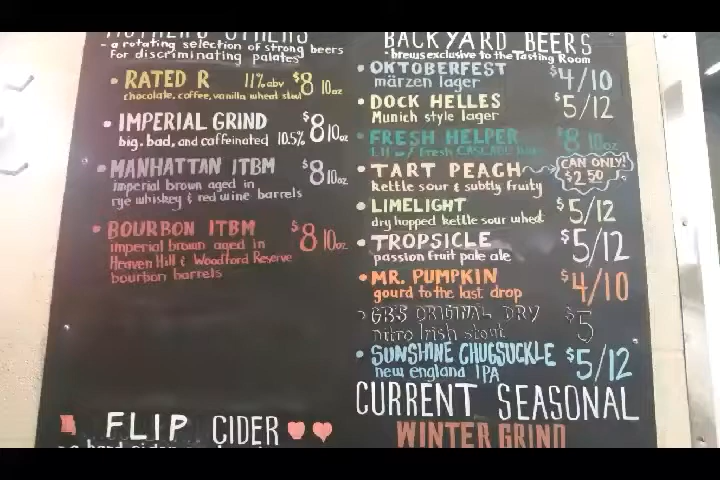 MOTHER'S OTHERS
- a rotating selection of strong beers
for discriminating palates
• RATED R 11% abv $8 10oz
chocolate, coffee, vanilla wheat stout
• IMPERIAL GRIND
big, bad, and caffeinated 10.5% $8 10oz
• MANHATTAN ITBM $8 10oz
imperial brown aged in
rye whiskey & red wine barrels
• BOURBON ITBM $8 10oz
imperial brown aged in
Heaven Hill & Woodford Reserve
bourbon barrels
FLIP CIDER
BACKYARD BEERS
- brews exclusive to the Tasting Room
• OKTOBERFEST $4/10
märzen lager
• DOCK HELLES $5/12
Munich style lager
• FRESH HELPER $8 10oz
w/ Fresh
• TART PEACH CAN ONLY! $2.50
kettle sour & subtly fruity
• LIMELIGHT $5/12
dry hopped kettle sour wheat
• TROPSICLE $5/12
passion fruit pale ale
• MR. PUMPKIN $4/10
gourd to the last drop
• GB'S ORIGINAL DRY $5
nitro Irish stout
• SUNSHINE CHUGSUCKLE $5/12
new england IPA
CURRENT SEASONAL
WINTER GRIND